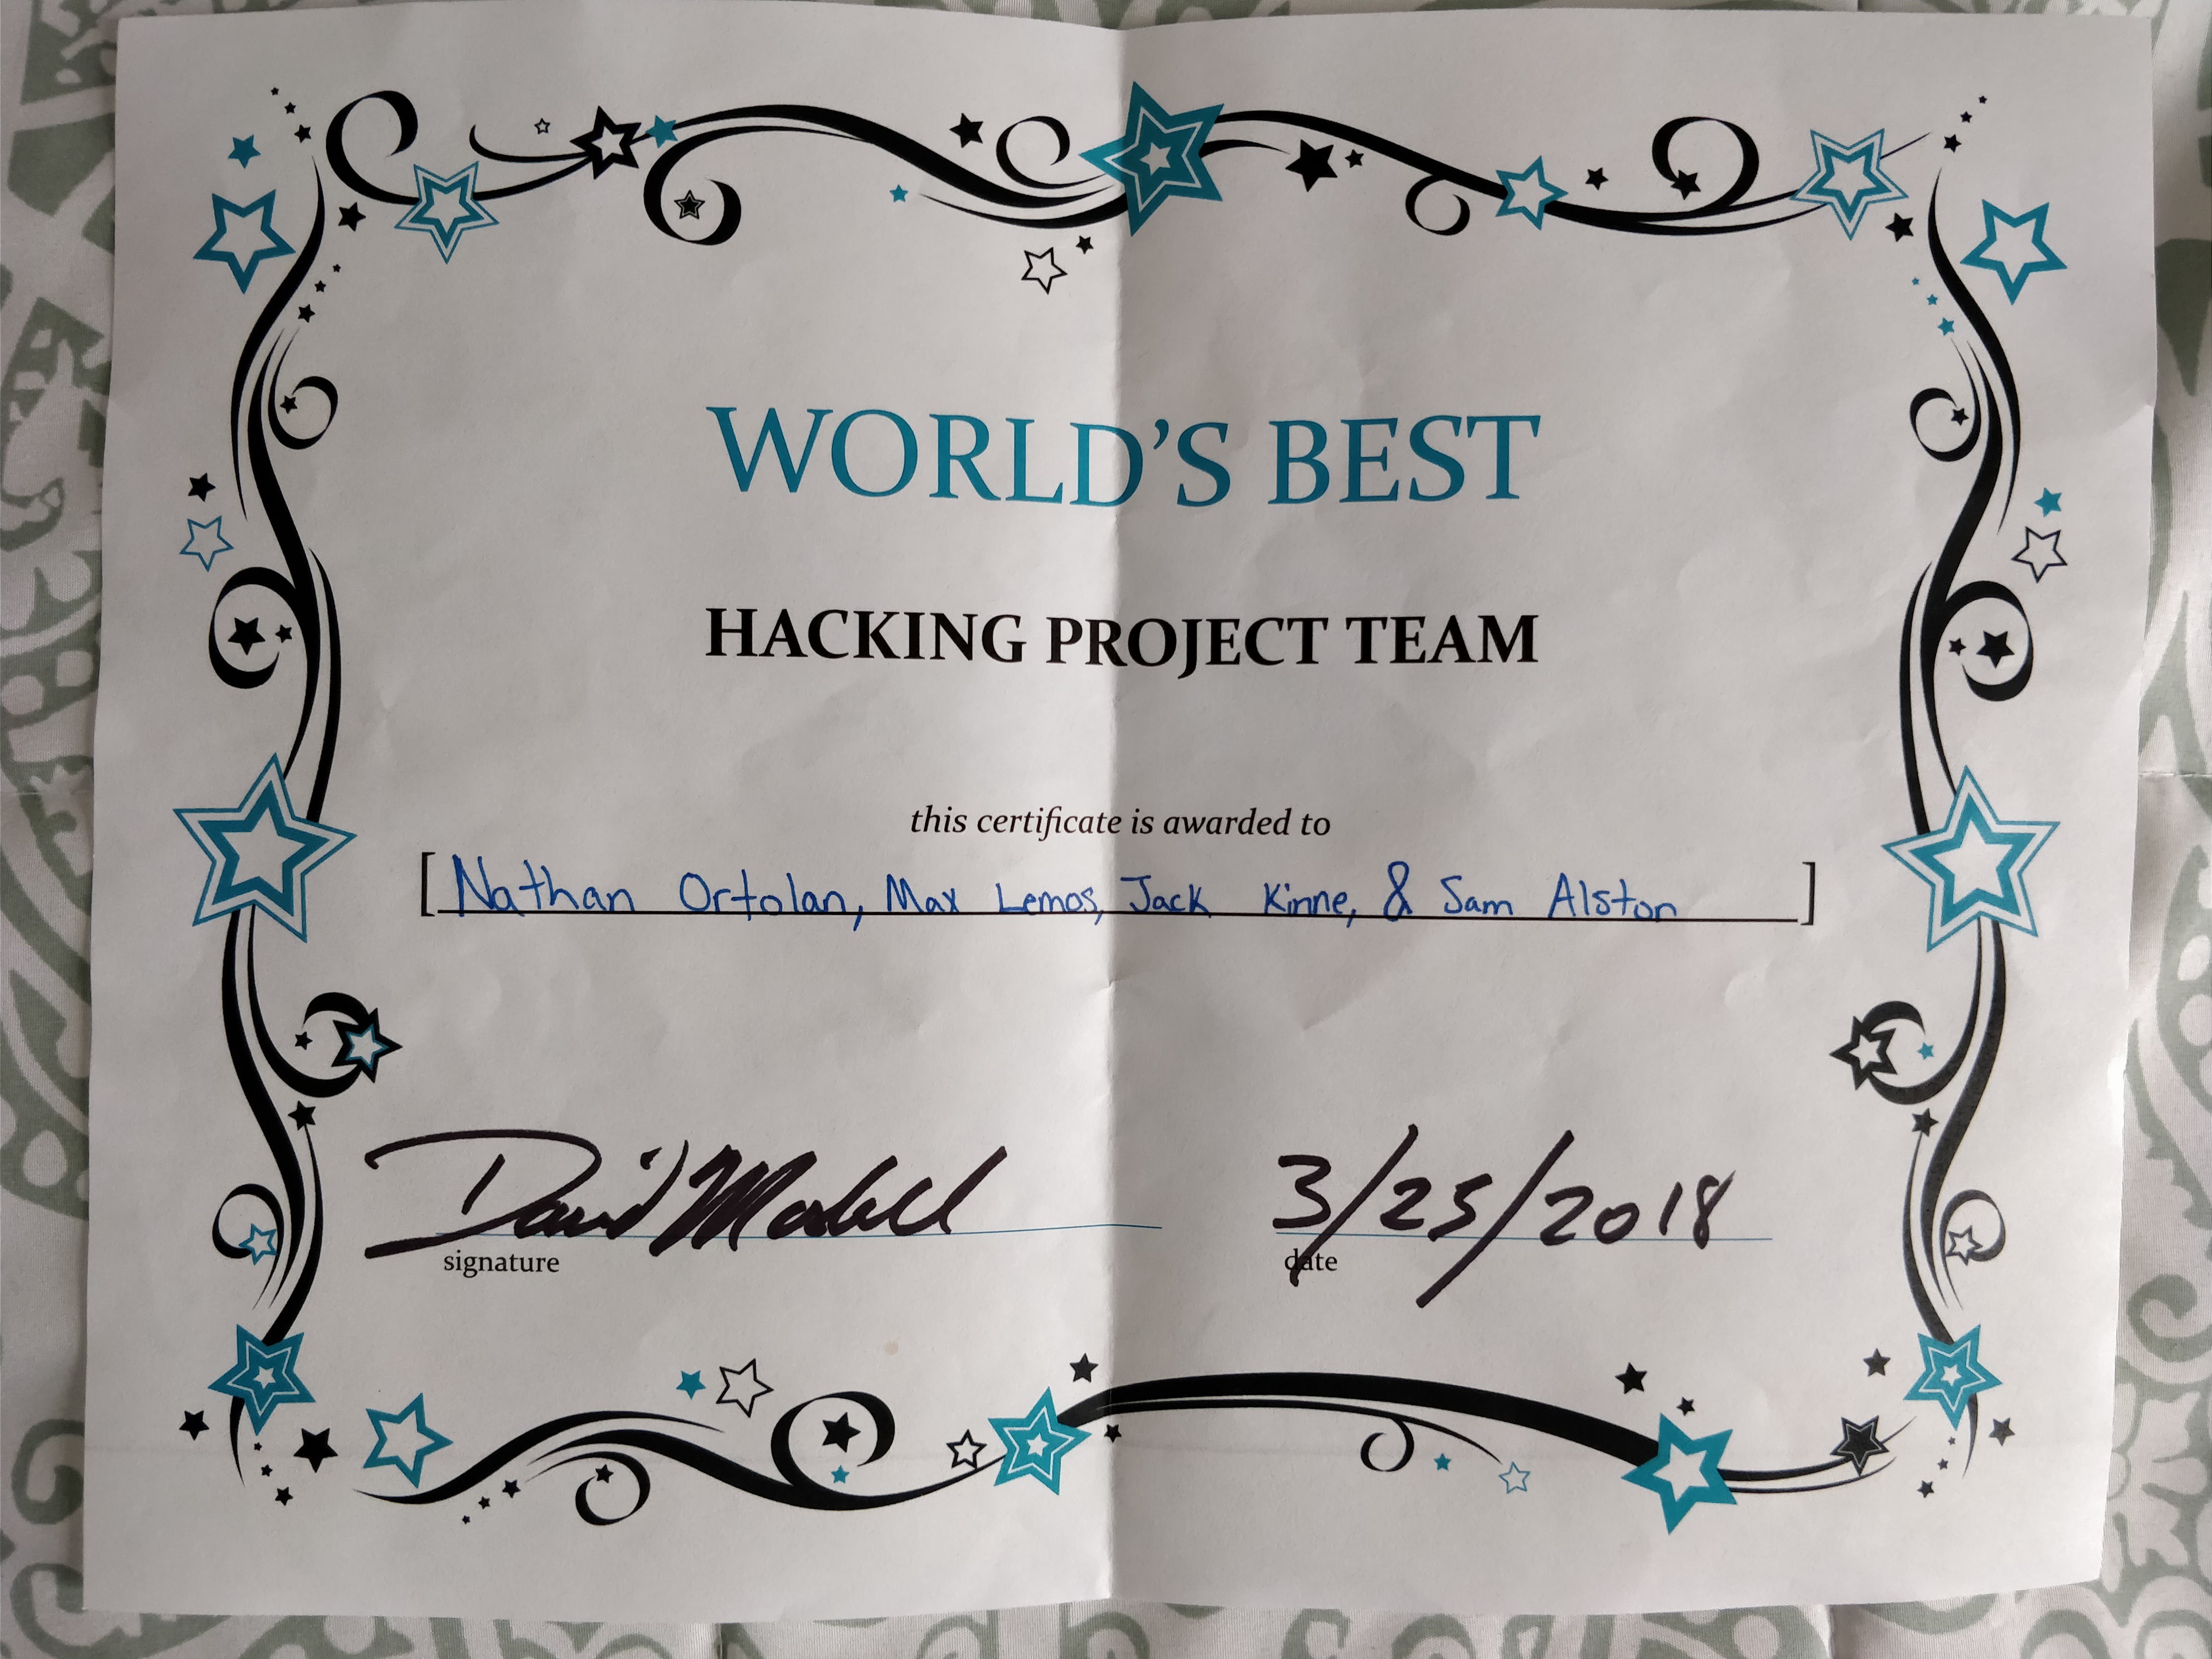 WORLD'S BEST
HACKING PROJECT TEAM
this certificate is awarded to
[Nathan Ortolan, Max Lemos, Jack Kinne, & Sam Alston]
David
signature
3/25/2018
date